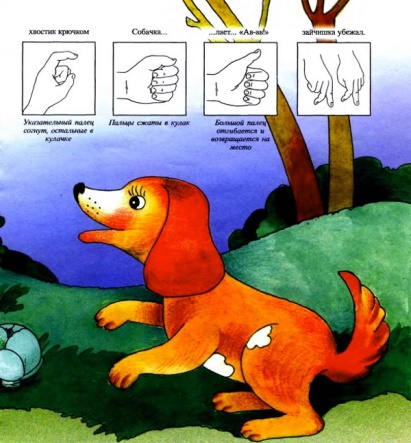 хвостик крючком
Собачка...
...лает... «Ав-ав!»
зайчишка убежал.
Указательный палец
согнут, остальные в
кулачке
Пальцы сжаты в кулак
Большой палец
отгибается и
возвращается на
место